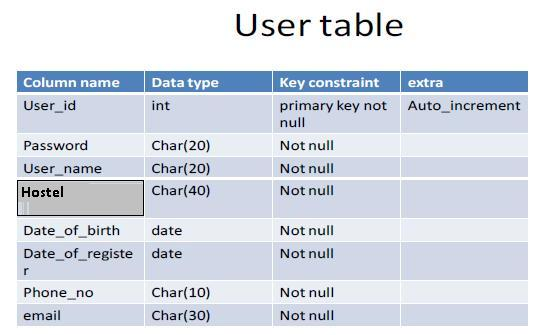 User table
Column name Data type Key constraint extra
User_id int primary key not Auto_increment
null
Password Char(20) Not null
User_name Char(20) Not null
Hostel Char(40) Not null
Date_of_birth date Not null
Date_of_registe date Not null
r
Phone_no Char(10) Not null
email Char(30) Not null